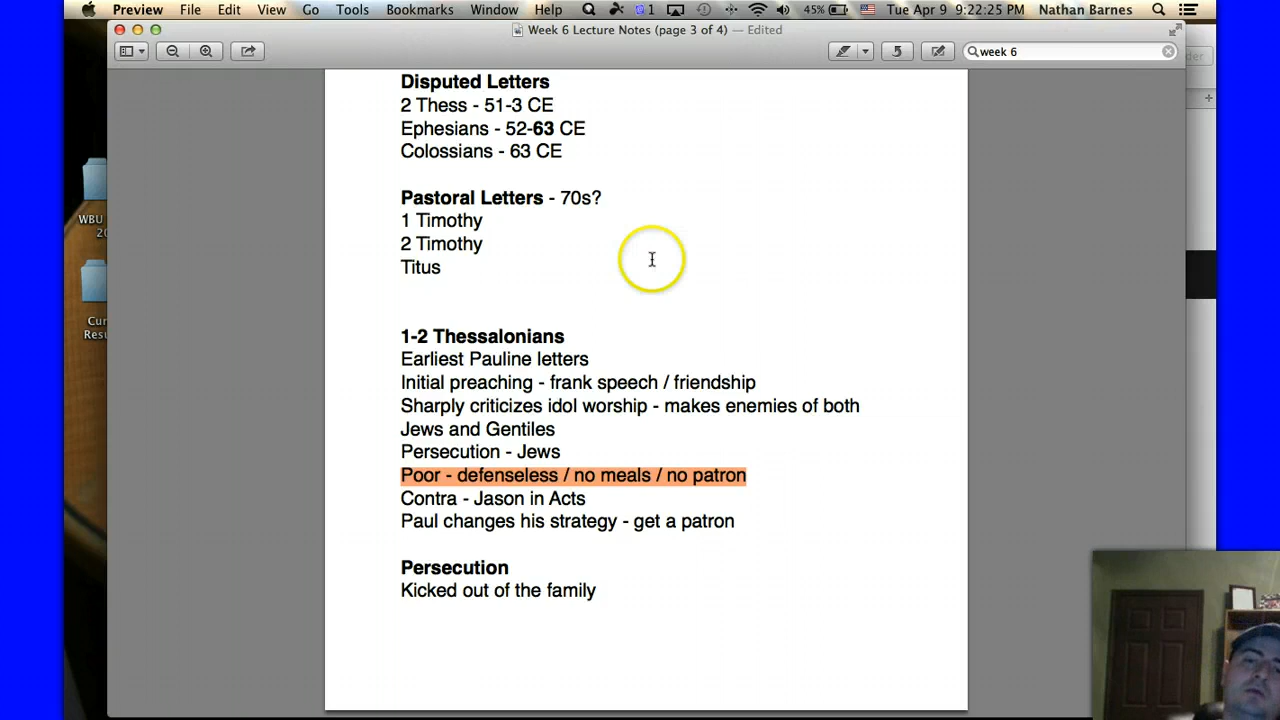 Preview File Edit View Go Tools Bookmarks Window Help 1 45% Tue Apr 9 9:22:25 PM Nathan Barnes
Week 6 Lecture Notes (page 3 of 4) — Edited
week 6
Disputed Letters
2 Thess - 51-3 CE
Ephesians - 52-63 CE
Colossians - 63 CE
Pastoral Letters - 70s?
1 Timothy
2 Timothy
Titus
1-2 Thessalonians
Earliest Pauline letters
Initial preaching - frank speech / friendship
Sharply criticizes idol worship - makes enemies of both
Jews and Gentiles
Persecution - Jews
Poor - defenseless / no meals / no patron
Contra - Jason in Acts
Paul changes his strategy - get a patron
Persecution
Kicked out of the family
WBU
Cur
Resu